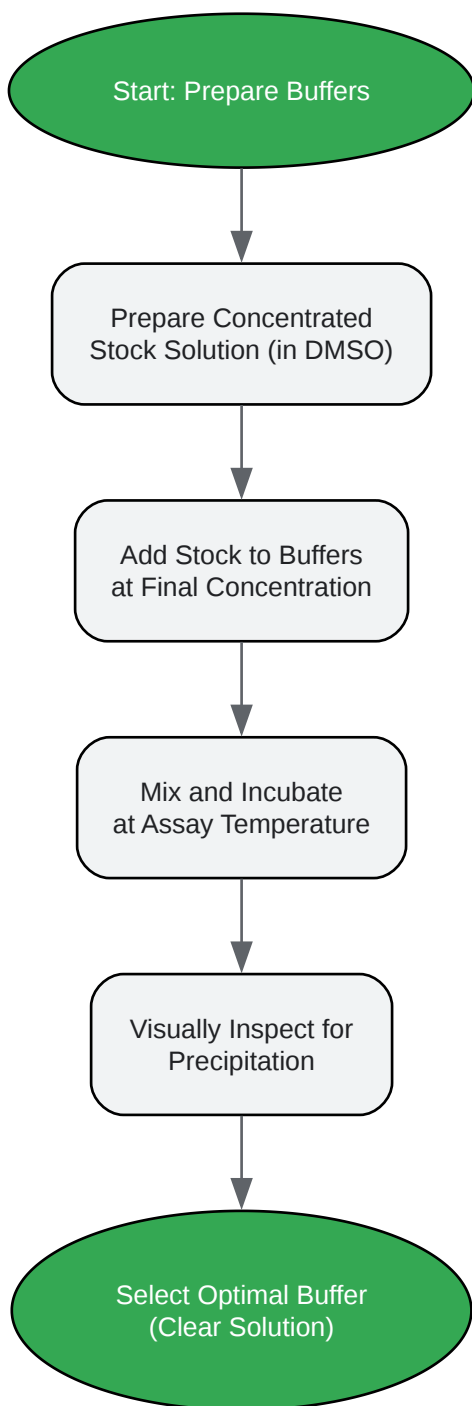 Start: Prepare Buffers
Prepare Concentrated
Stock Solution (in DMSO)
Add Stock to Buffers
at Final Concentration
Mix and Incubate
at Assay Temperature
Visually Inspect for
Precipitation
Select Optimal Buffer
(Clear Solution)